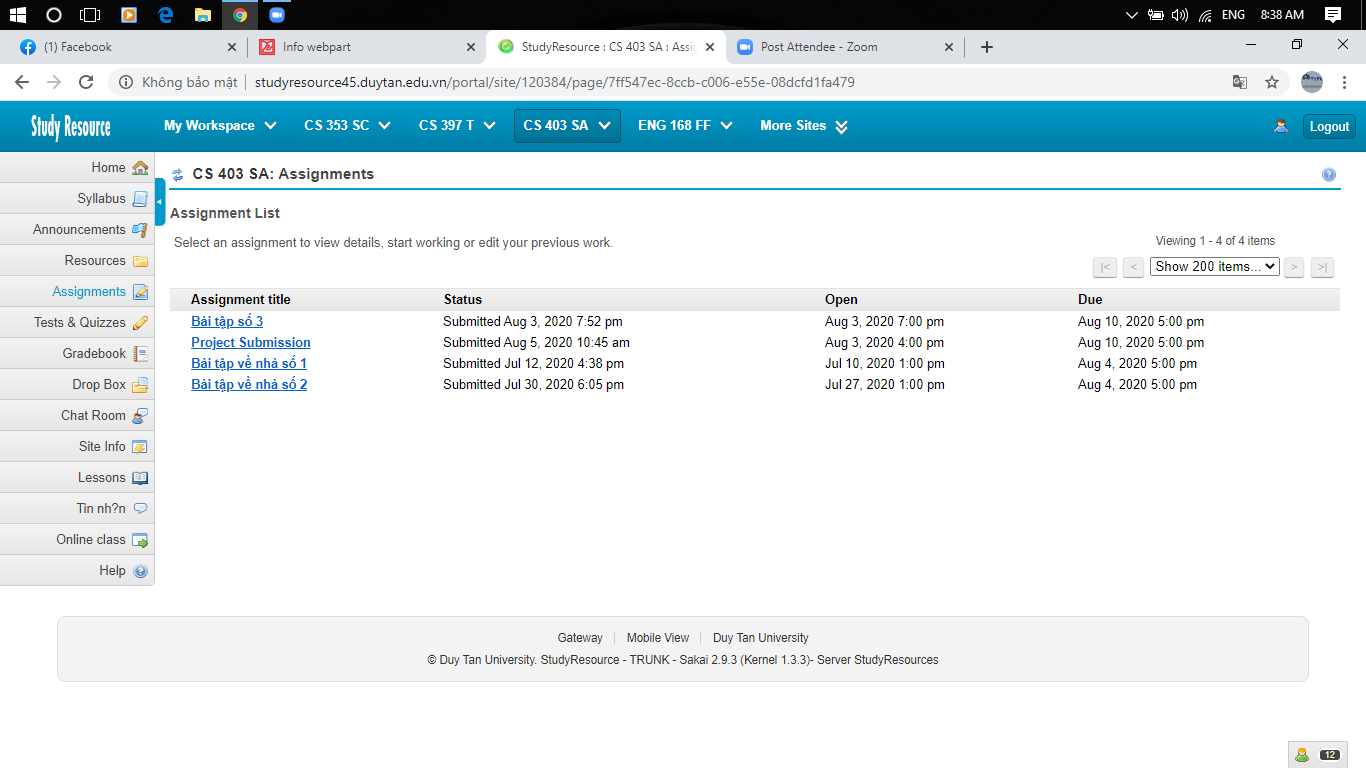 ENG 8:38 AM
(1) Facebook
Info webpart
StudyResource : CS 403 SA : Assi
Post Attendee - Zoom
Không bảo mật
studyresource45.duytan.edu.vn/portal/site/120384/page/7ff547ec-8ccb-c006-e55e-08dcfd1fa479
Study Resource
My Workspace
CS 353 SC
CS 397 T
CS 403 SA
ENG 168 FF
More Sites
Logout
Home
Syllabus
Announcements
Resources
Assignments
Tests & Quizzes
Gradebook
Drop Box
Chat Room
Site Info
Lessons
Tin nh?n
Online class
Help
CS 403 SA: Assignments
Assignment List
Select an assignment to view details, start working or edit your previous work.
Viewing 1 - 4 of 4 items
|< < Show 200 items... > >|
Assignment title Status Open Due
Bài tập số 3 Submitted Aug 3, 2020 7:52 pm Aug 3, 2020 7:00 pm Aug 10, 2020 5:00 pm
Project Submission Submitted Aug 5, 2020 10:45 am Aug 3, 2020 4:00 pm Aug 10, 2020 5:00 pm
Bài tập về nhà số 1 Submitted Jul 12, 2020 4:38 pm Jul 10, 2020 1:00 pm Aug 4, 2020 5:00 pm
Bài tập về nhà số 2 Submitted Jul 30, 2020 6:05 pm Jul 27, 2020 1:00 pm Aug 4, 2020 5:00 pm
Gateway | Mobile View | Duy Tan University
© Duy Tan University. StudyResource - TRUNK - Sakai 2.9.3 (Kernel 1.3.3)- Server StudyResources
12